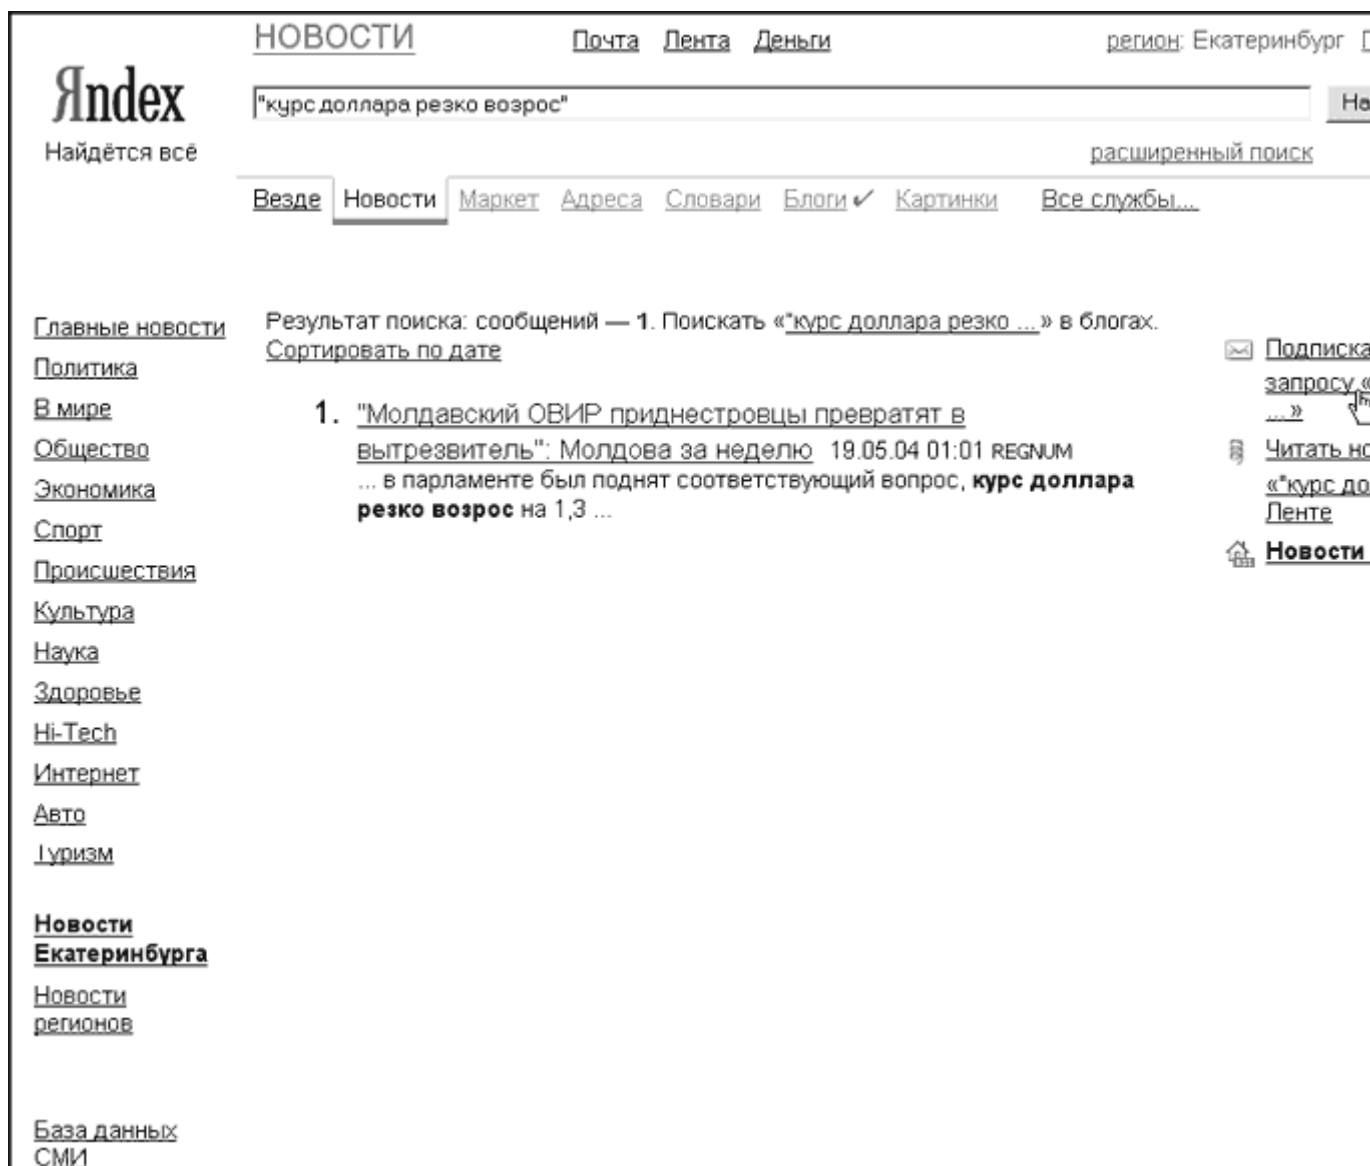 НОВОСТИ Почта Лента Деньги регион: Екатеринбург
Яndex
"курс доллара резко возрос"
Найдётся всё
расширенный поиск
Везде Новости Маркет Адреса Словари Блоги Картинки Все службы...
Результат поиска: сообщений — 1. Поискать «"курс доллара резко ...» в блогах.
Сортировать по дате
1. "Молдавский ОВИР приднестровцы превратят в
вытрезвитель": Молдова за неделю 19.05.04 01:01 REGNUM
... в парламенте был поднят соответствующий вопрос, курс доллара
резко возрос на 1,3 ...
Главные новости
Политика
В мире
Общество
Экономика
Спорт
Происшествия
Культура
Наука
Здоровье
Hi-Tech
Интернет
Авто
Туризм
Новости
Екатеринбурга
Новости
регионов
База данных
СМИ
Подписка
запросу «
... »
Читать
«"курс
Ленте
Новости